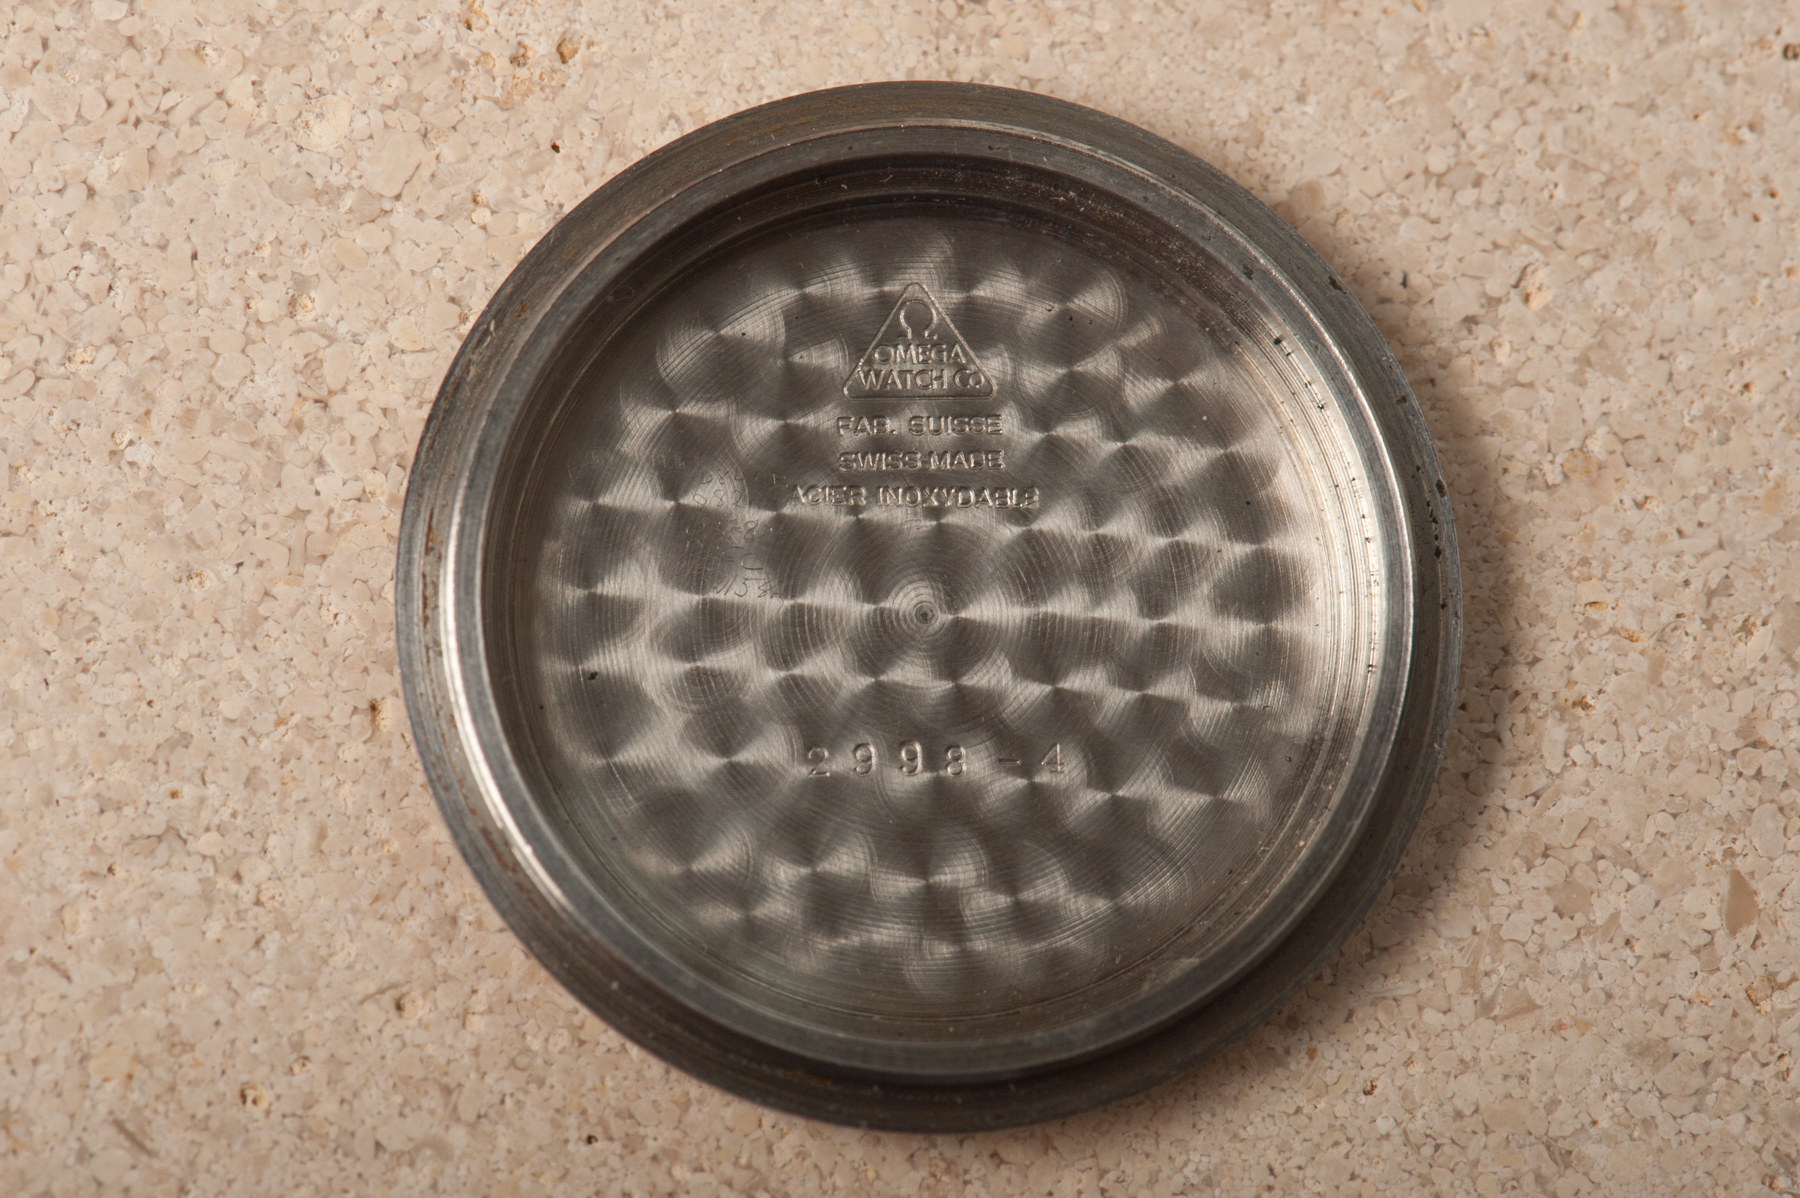 Ω
OMEGA
WATCH Co
FAB. SUISSE
SWISS MADE
ACIER INOXYDABLE
2998-4